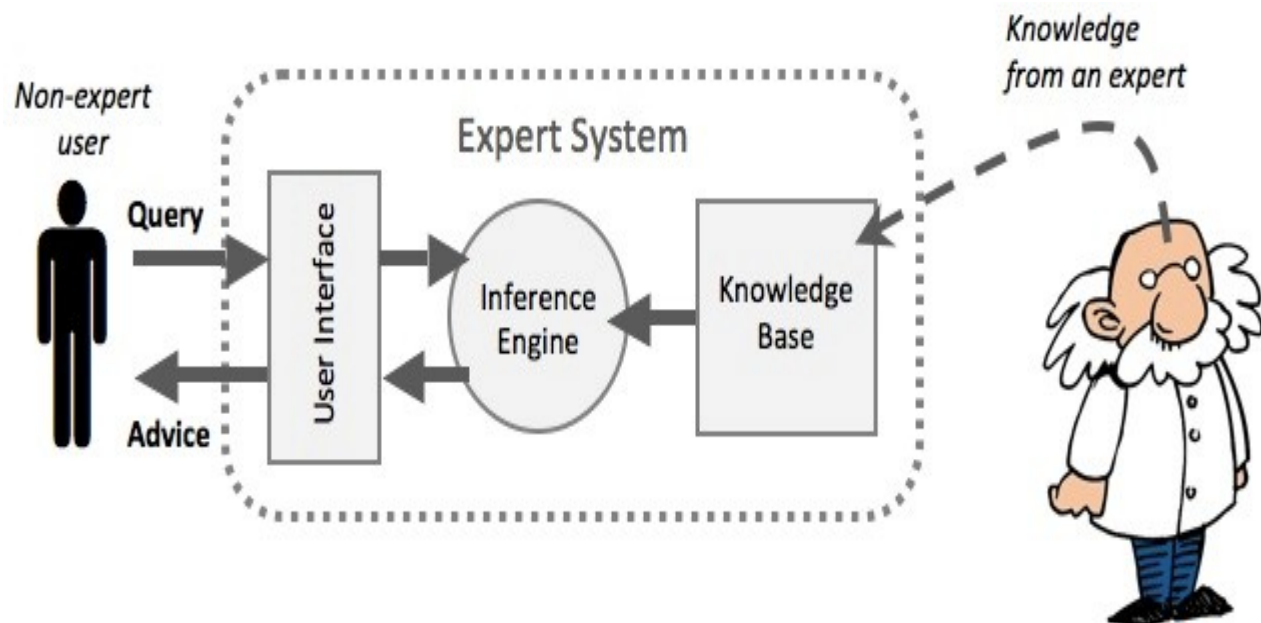 Knowledge
from an expert
Non-expert
user
Expert System
Query
User Interface
Inference
Engine
Knowledge
Base
Advice